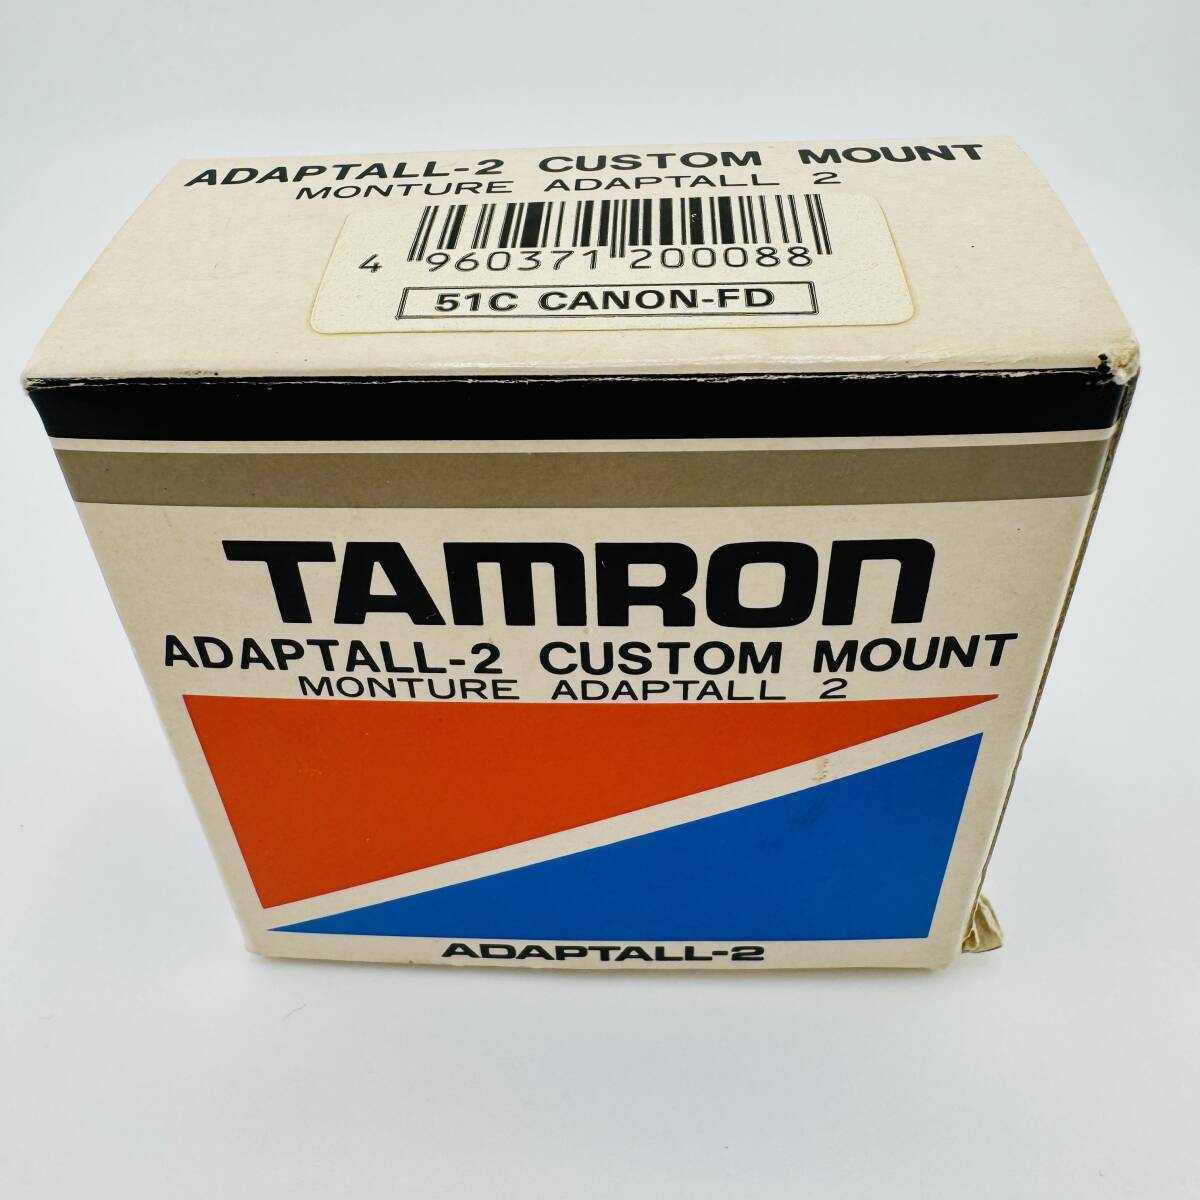 ADAPTALL-2 CUSTOM MOUNT
MONTURE ADAPTALL 2
4 960371 200088
51C CANON-FD
TAMRON
ADAPTALL-2 CUSTOM MOUNT
MONTURE ADAPTALL 2
ADAPTALL-2